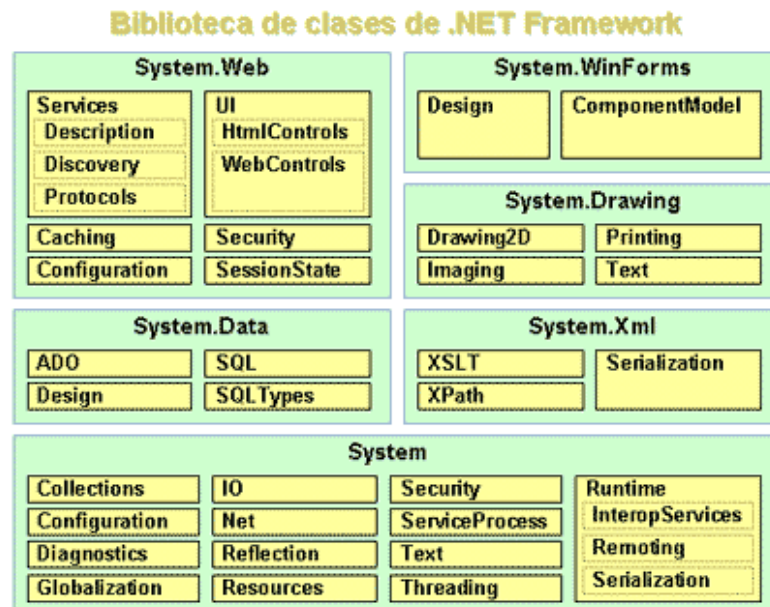 Biblioteca de clases de .NET Framework
System.Web
Services
Description
Discovery
Protocols
UI
HtmlControls
WebControls
Caching
Security
Configuration
SessionState
System.WinForms
Design
ComponentModel
System.Drawing
Drawing2D
Printing
Imaging
Text
System.Data
ADO
SQL
Design
SQLTypes
System.Xml
XSLT
Serialization
XPath
System
Collections
IO
Security
Runtime
Configuration
Net
ServiceProcess
InteropServices
Diagnostics
Reflection
Text
Remoting
Globalization
Resources
Threading
Serialization